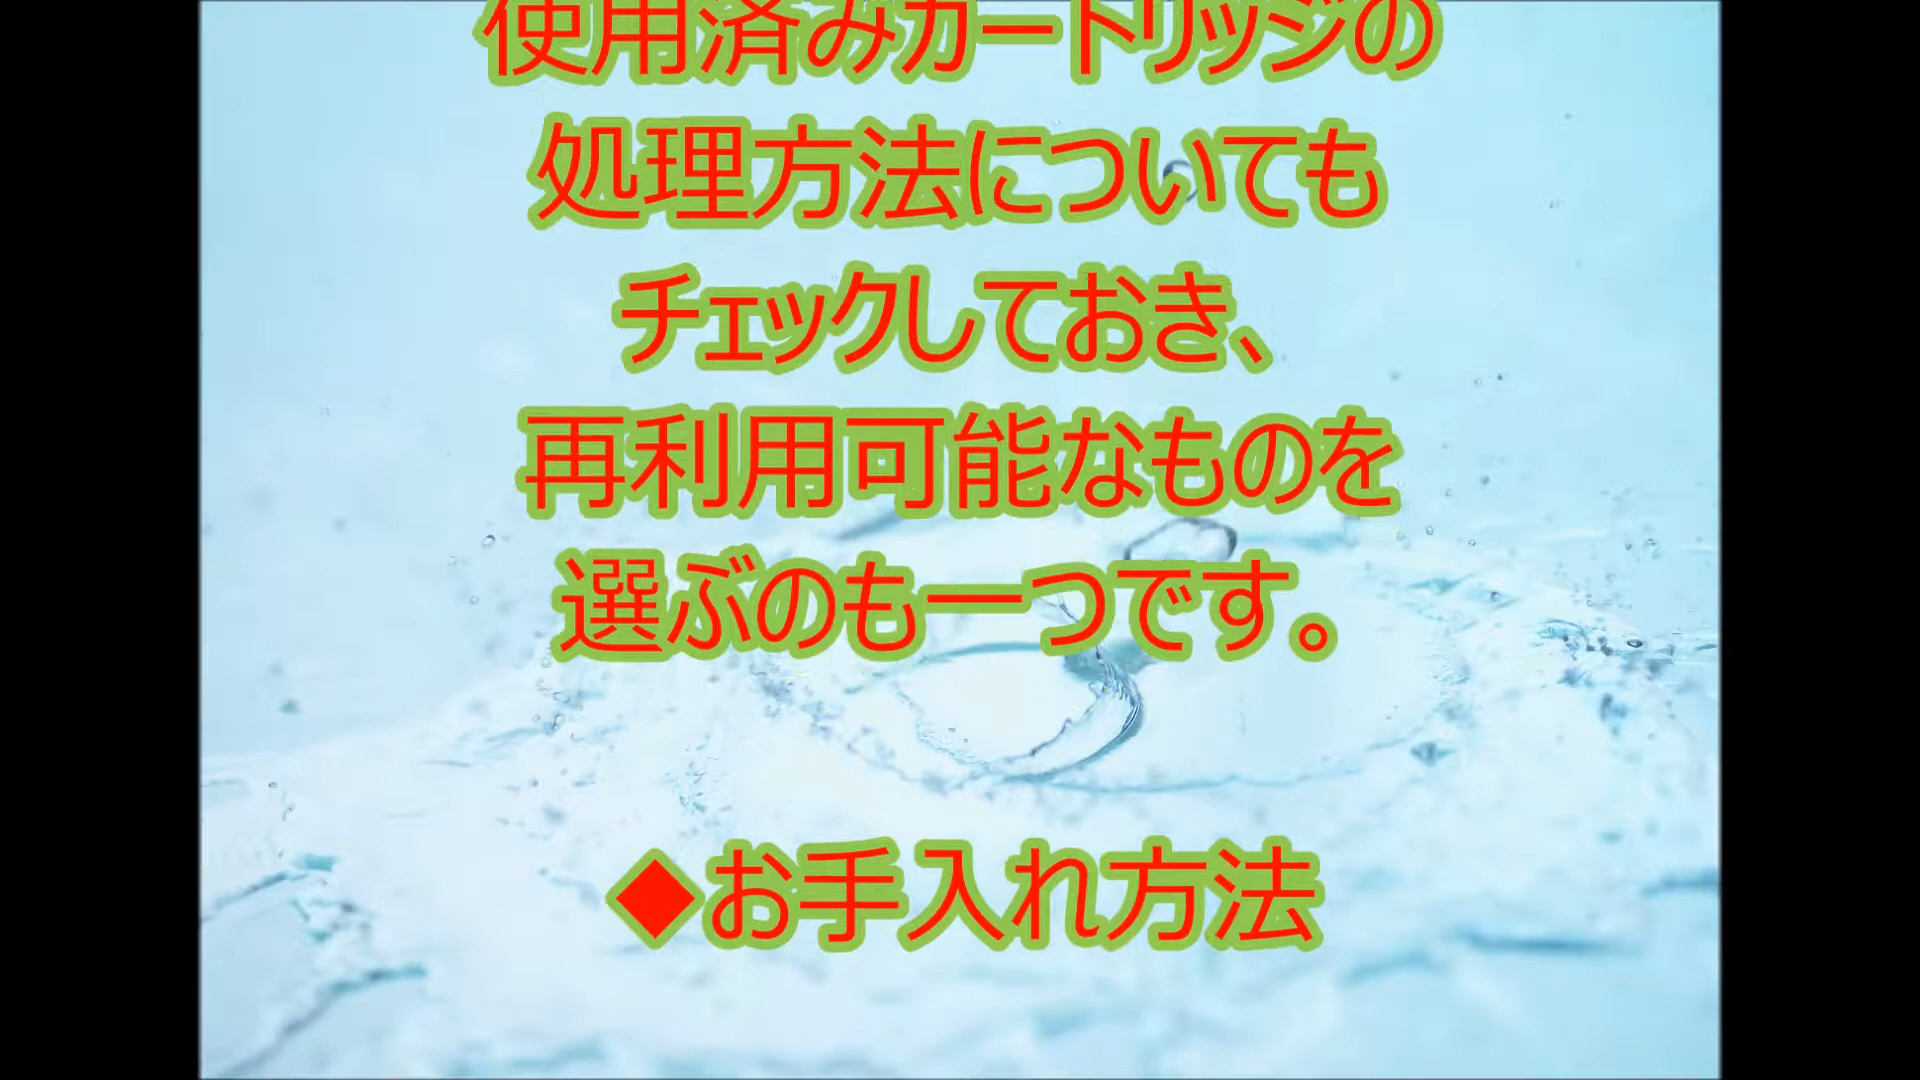 使用済みカートリッジの
処理方法についても
チェックしておき、
再利用可能なものを
選ぶのも一つです。
◆お手入れ方法